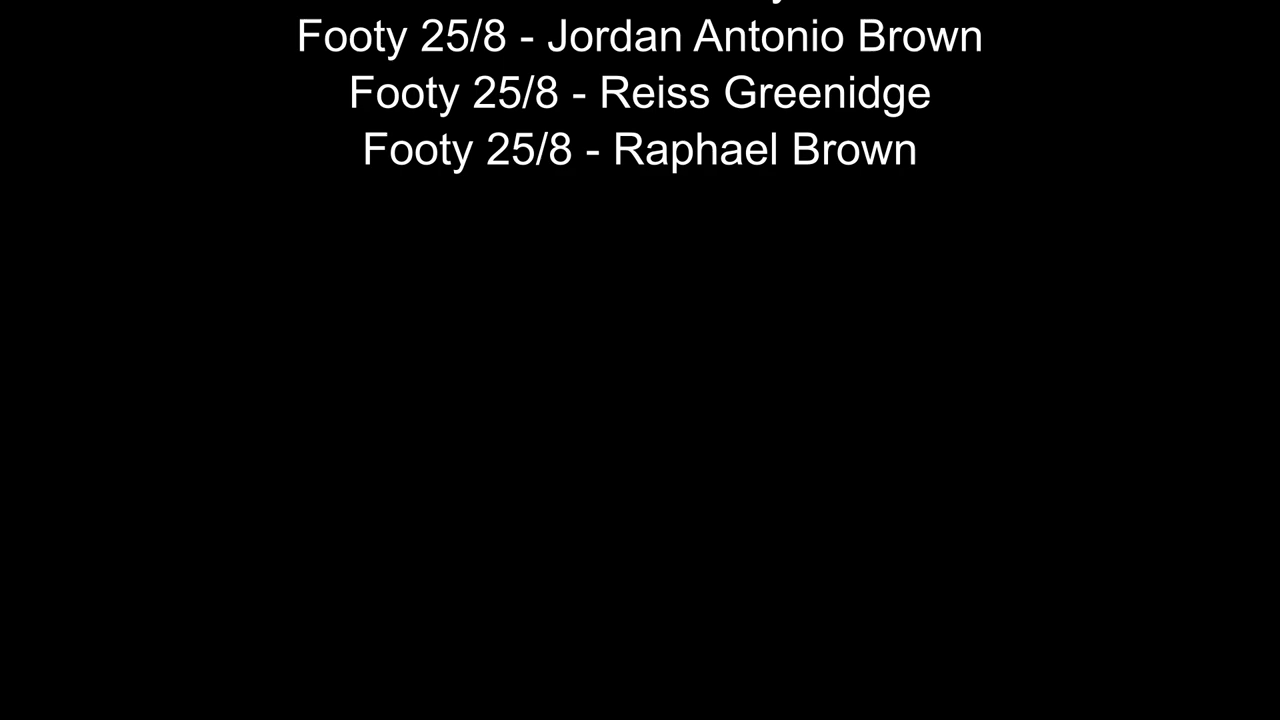 Footy 25/8 - Jordan Antonio Brown
Footy 25/8 - Reiss Greenidge
Footy 25/8 - Raphael Brown